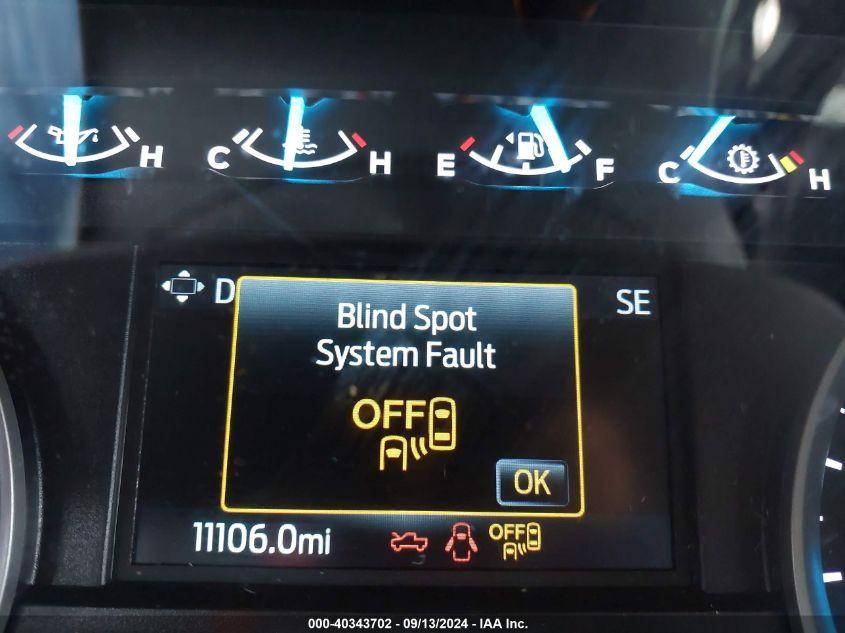 H C H E F C H
D SE
Blind Spot
System Fault
OFF
OK
11106.0mi OFF
000-40343702 - 09/13/2024 - IAA Inc.